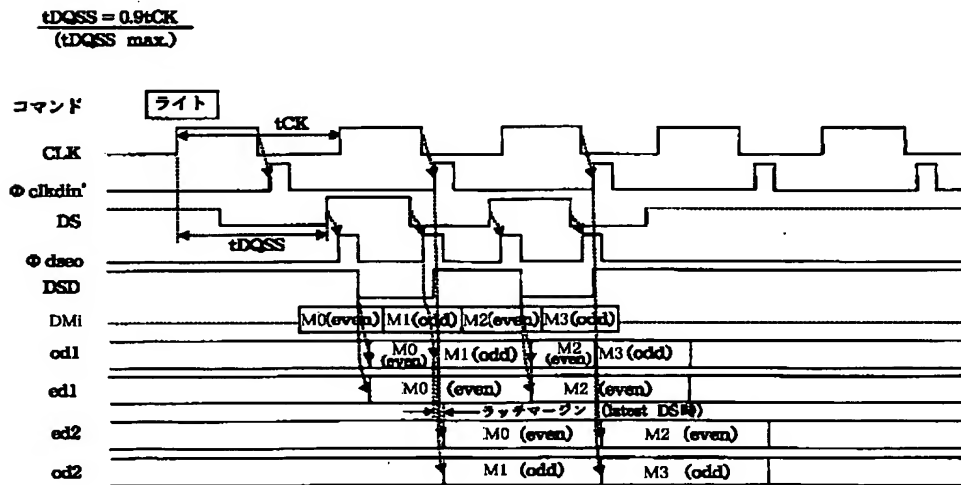 tDQSS = 0.9tCK
(tDQSS max.)
コマンド
ライト
tCK
CLK
Φ clkdin'
DS
tDQSS
Φ dseo
DSD
DMi
M0(even) M1(odd) M2(even) M3(odd)
od1
M0 (even) M1(odd) M2 (even) M3(odd)
ed1
M0 (even) M2 (even)
ラッチマージン (latest DS時)
ed2
M0 (even) M2 (even)
od2
M1 (odd) M3 (odd)